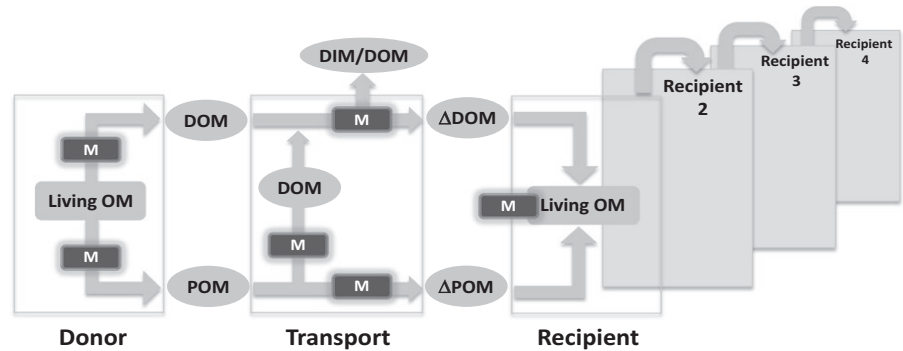 Recipient
4
Recipient
3
Recipient
2
DIM/DOM
DOM
M
ΔDOM
M
Living OM
DOM
M
Living OM
M
M
POM
M
ΔPOM
Donor
Transport
Recipient